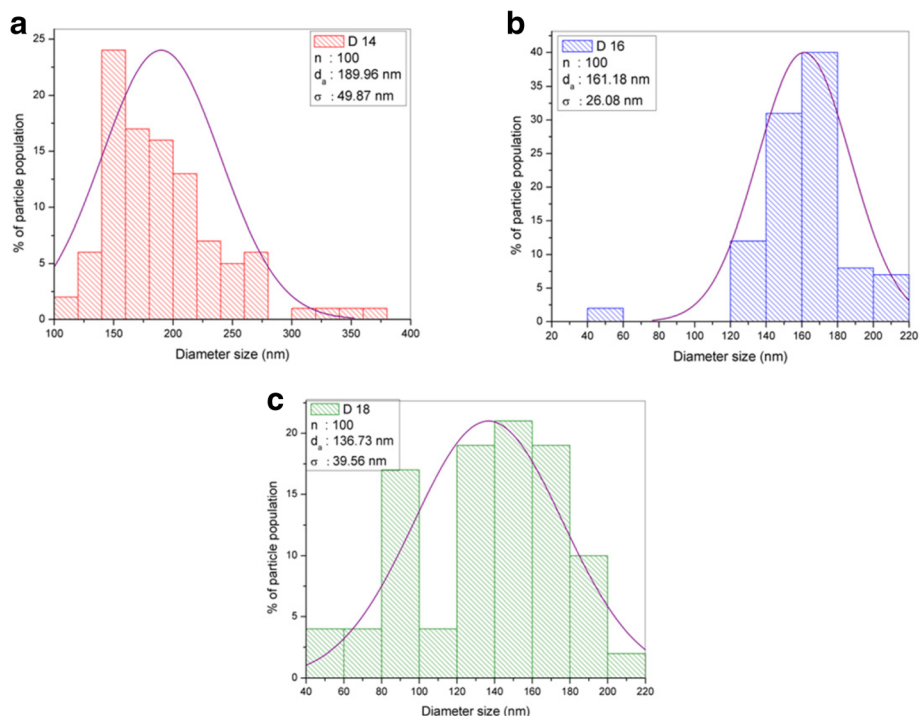 a
D 14
n : 100
da : 189.96 nm
σ : 49.87 nm
25
20
15
10
5
0
% of particle population
100 150 200 250 300 350 400
Diameter size (nm)
b
D 16
n : 100
da : 161.18 nm
σ : 26.08 nm
40
35
30
25
20
15
10
5
0
% of particle population
20 40 60 80 100 120 140 160 180 200 220
Diameter size (nm)
c
D 18
n : 100
da : 136.73 nm
σ : 39.56 nm
20
15
10
5
0
% of particle population
40 60 80 100 120 140 160 180 200 220
Diameter size (nm)